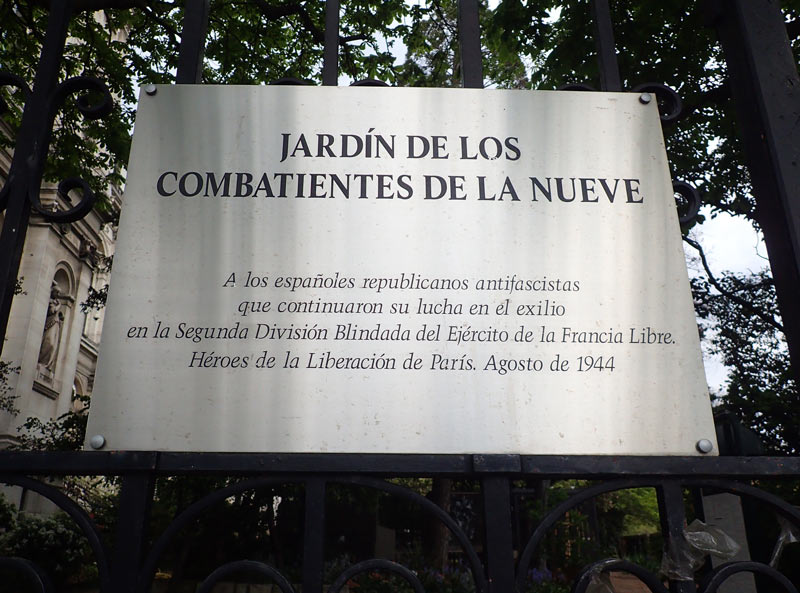 JARDÍN DE LOS
COMBATIENTES DE LA NUEVE
A los españoles republicanos antifascistas
que continuaron su lucha en el exilio
en la Segunda División Blindada del Ejército de la Francia Libre.
Héroes de la Liberación de París. Agosto de 1944